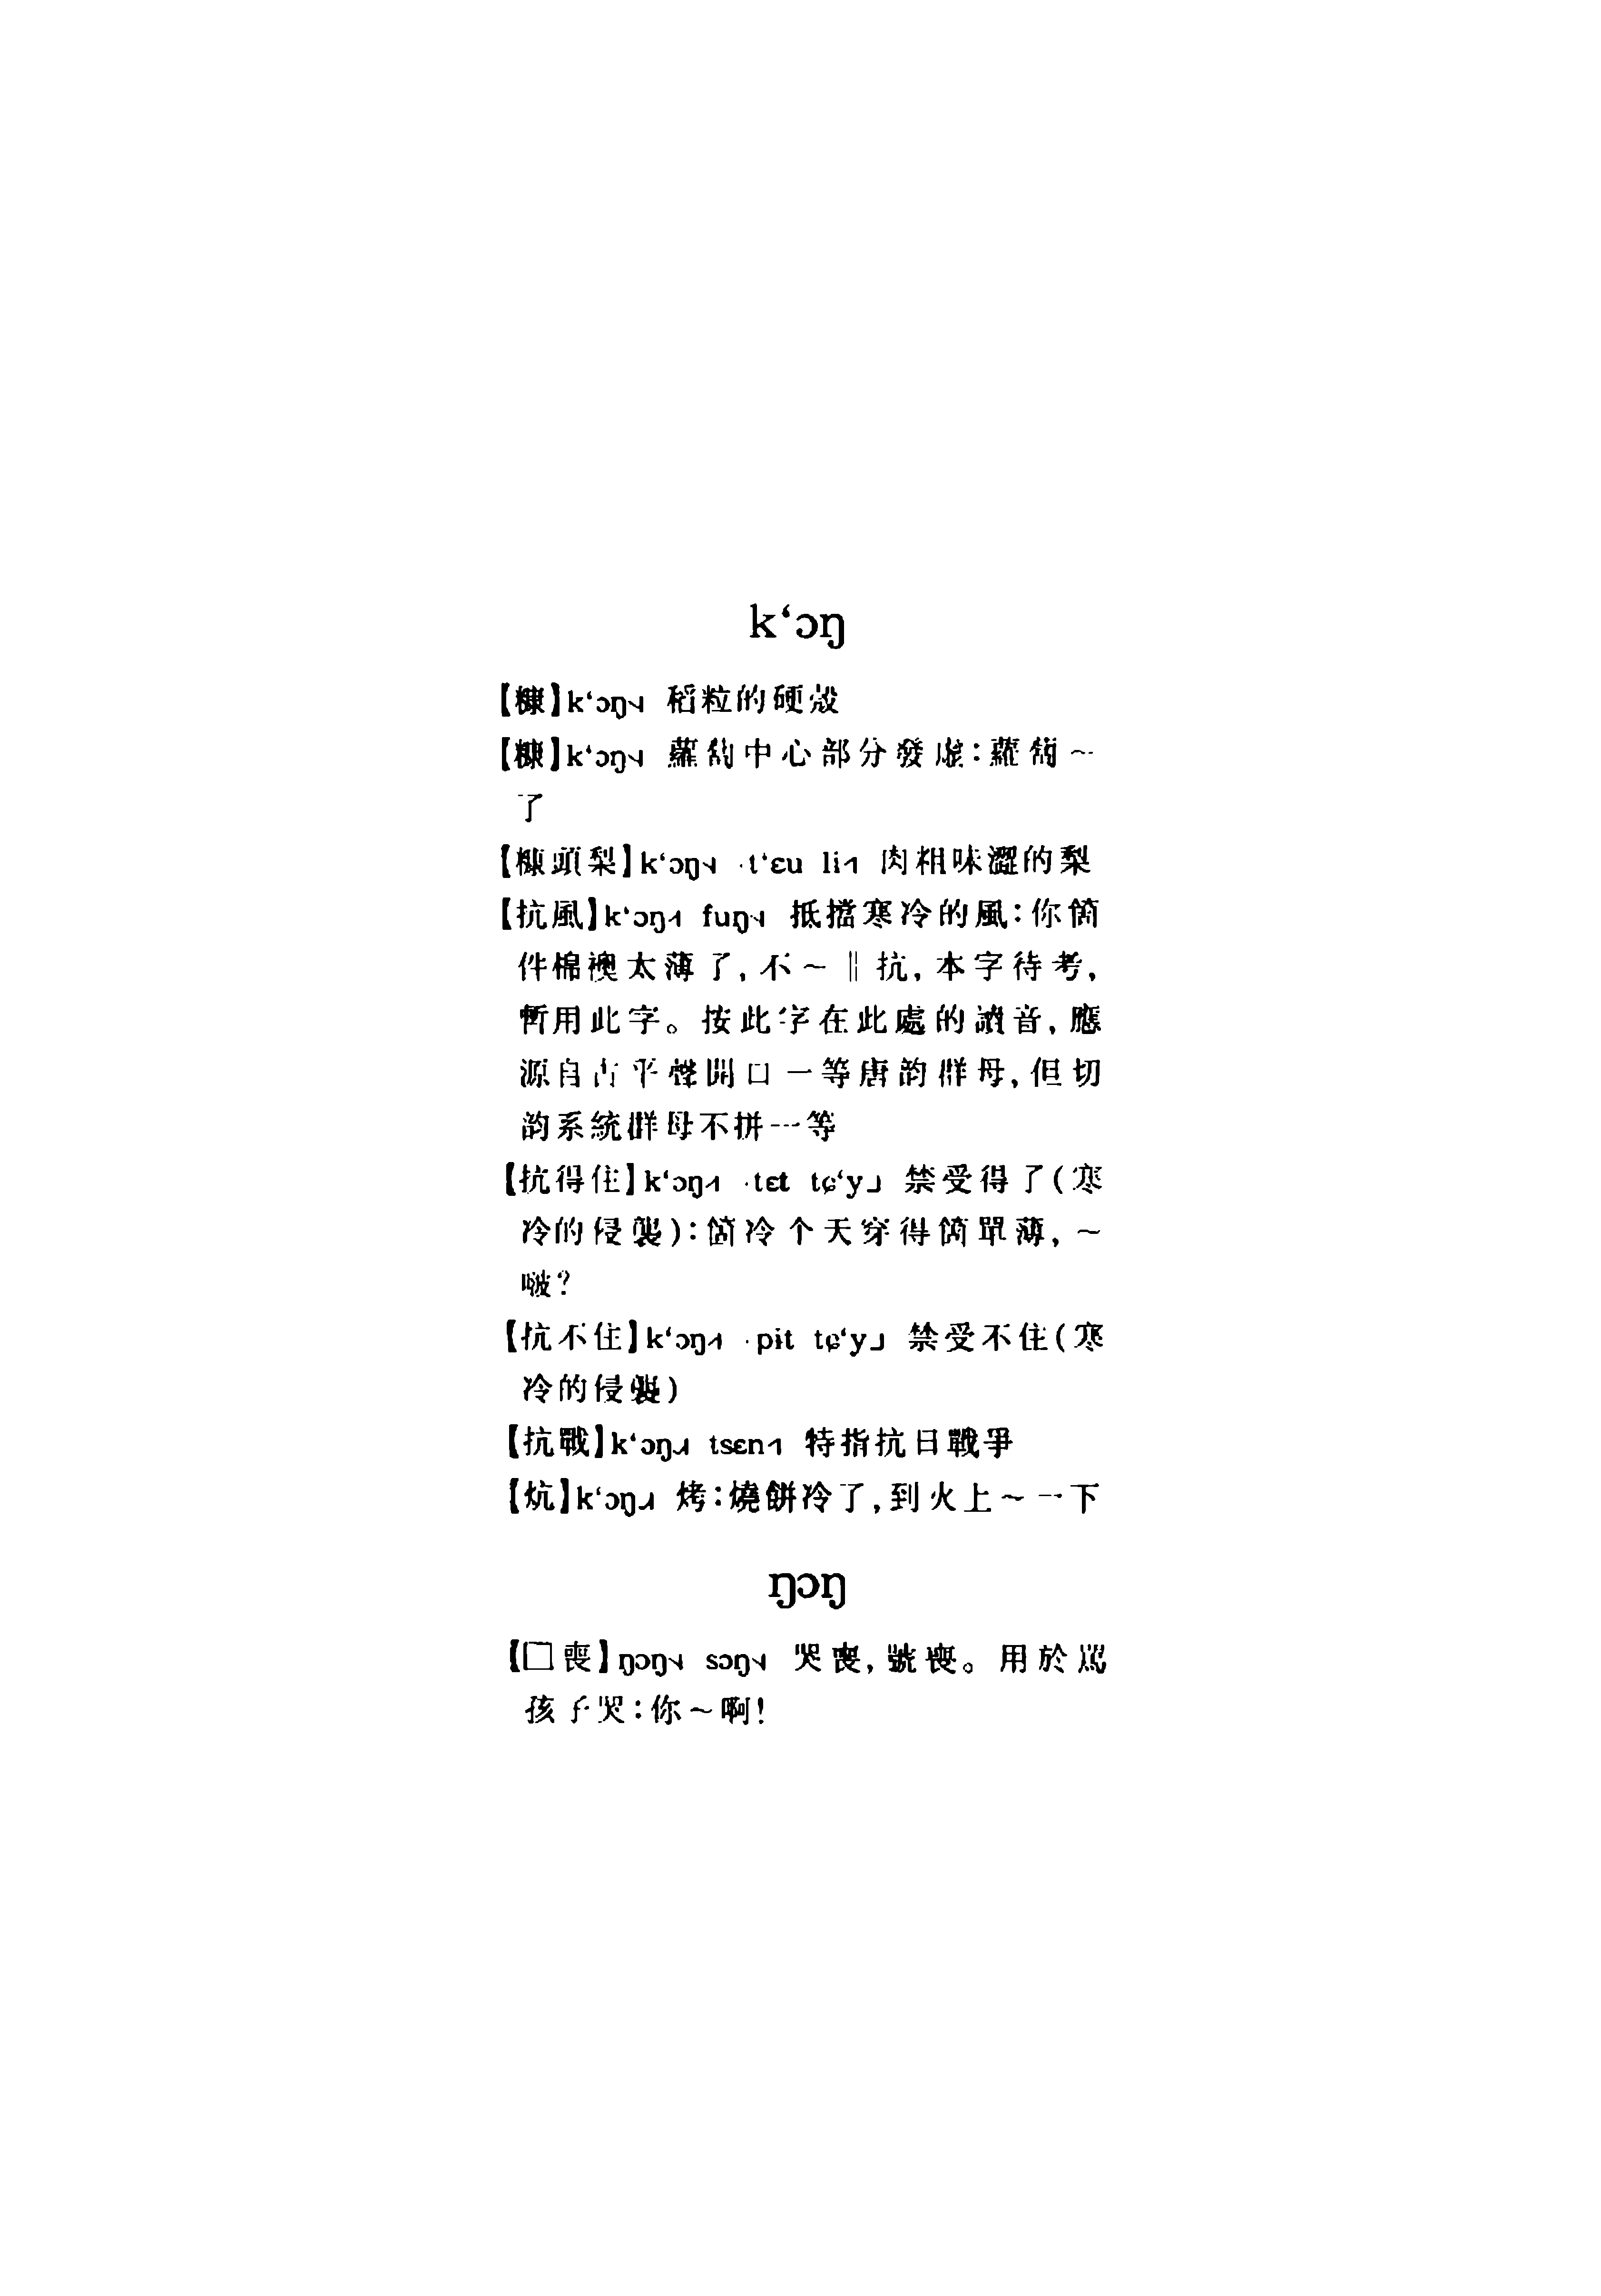 k‘ɔŋ
【糠】k‘ɔŋ˧˩ 稻粒的硬殻
【糠】k‘ɔŋ˧˩ 蘿蔔中心部分發虚:蘿蔔～
了
【糠頭梨】k‘ɔŋ˧˩ ·t‘ɛu li˧˥ 肉粗味澀的梨
【抗風】k‘ɔŋ˨˦ fuŋ˧˩ 抵擋寒冷的風:你箇
件棉襖太薄了,不～‖抗,本字待考,
暫用此字。按此字在此處的讀音,應
源自古平聲開口一等唐韵群母,但切
韵系統群母不拼一等
【抗得住】k‘ɔŋ˨˦ ·tɛt tɕ‘y˩ 禁受得了(寒
冷的侵襲):箇冷个天穿得箇單薄,～
啵?
【抗不住】k‘ɔŋ˨˦ ·pit tɕ‘y˩ 禁受不住(寒
冷的侵襲)
【抗戰】k‘ɔŋ˨˩˧ tsɛn˧˥ 特指抗日戰爭
【炕】k‘ɔŋ˨˩˧ 烤:燒餅冷了,到火上～一下
ŋɔŋ
【□喪】ŋɔŋ˧˩ sɔŋ˧˩ 哭喪,號喪。用於駡
孩子哭:你～啊!